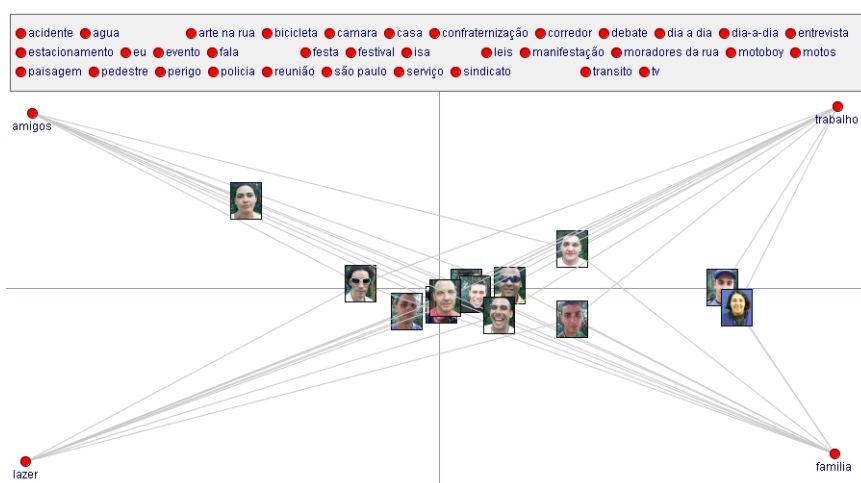 acidente agua arte na rua bicicleta camara casa confraternização corredor debate dia a dia dia-a-dia entrevista
estacionamento eu evento fala festa festival isa leis manifestação moradores da rua motoboy motos
paisagem pedestre perigo policia reunião são paulo serviço sindicato transito tv
amigos trabalho
lazer familia